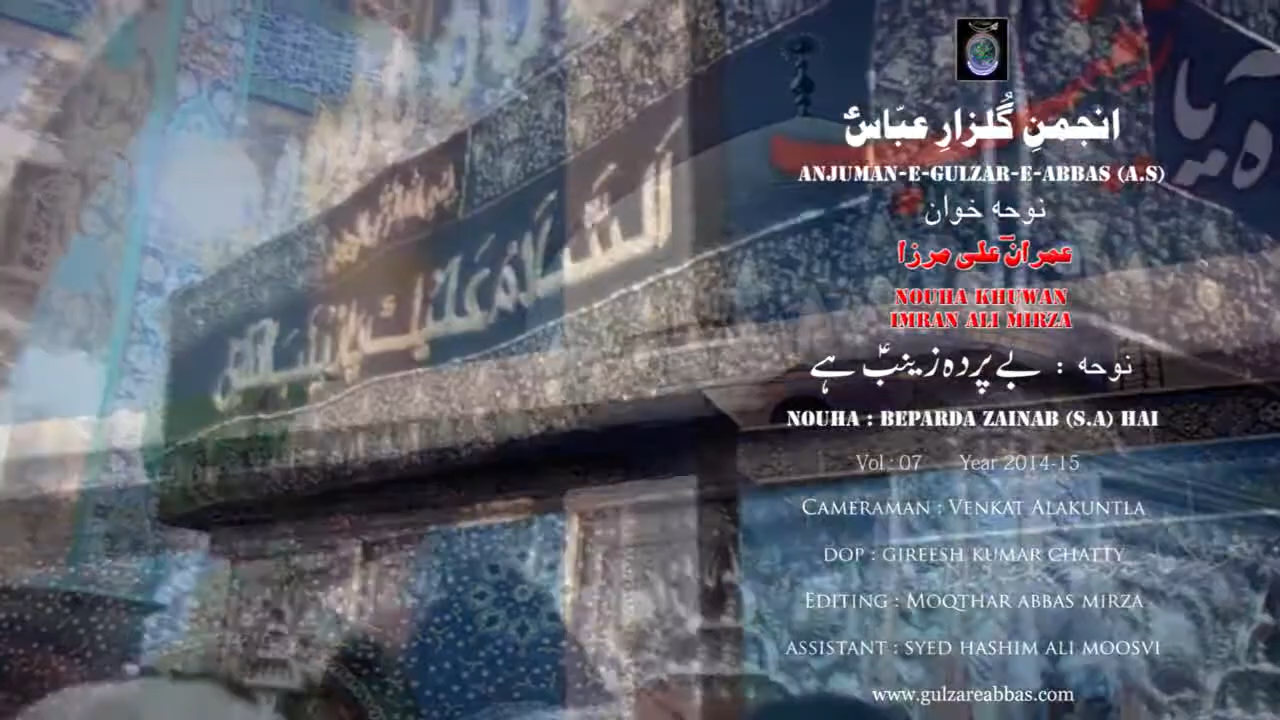 السَّلَامُ عَلَيْكِ يَا زَيْنَب
انجمنِ گُلزارِ عبّاسؑ
ANJUMAN-E-GULZAR-E-ABBAS (A.S)
نوحہ خوان
عمران علی مرزا
NOUHA KHUWAN
IMRAN ALI MIRZA
نوحہ : بے پردہ زینبؑ ہے
NOUHA : BEPARDA ZAINAB (S.A) HAI
Vol : 07 Year 2014-15
CAMERAMAN : VENKAT ALAKUNTLA
DOP : GIREESH KUMAR CHATTY
EDITING : MOQTHAR ABBAS MIRZA
ASSISTANT : SYED HASHIM ALI MOOSVI
www.gulzareabbas.com